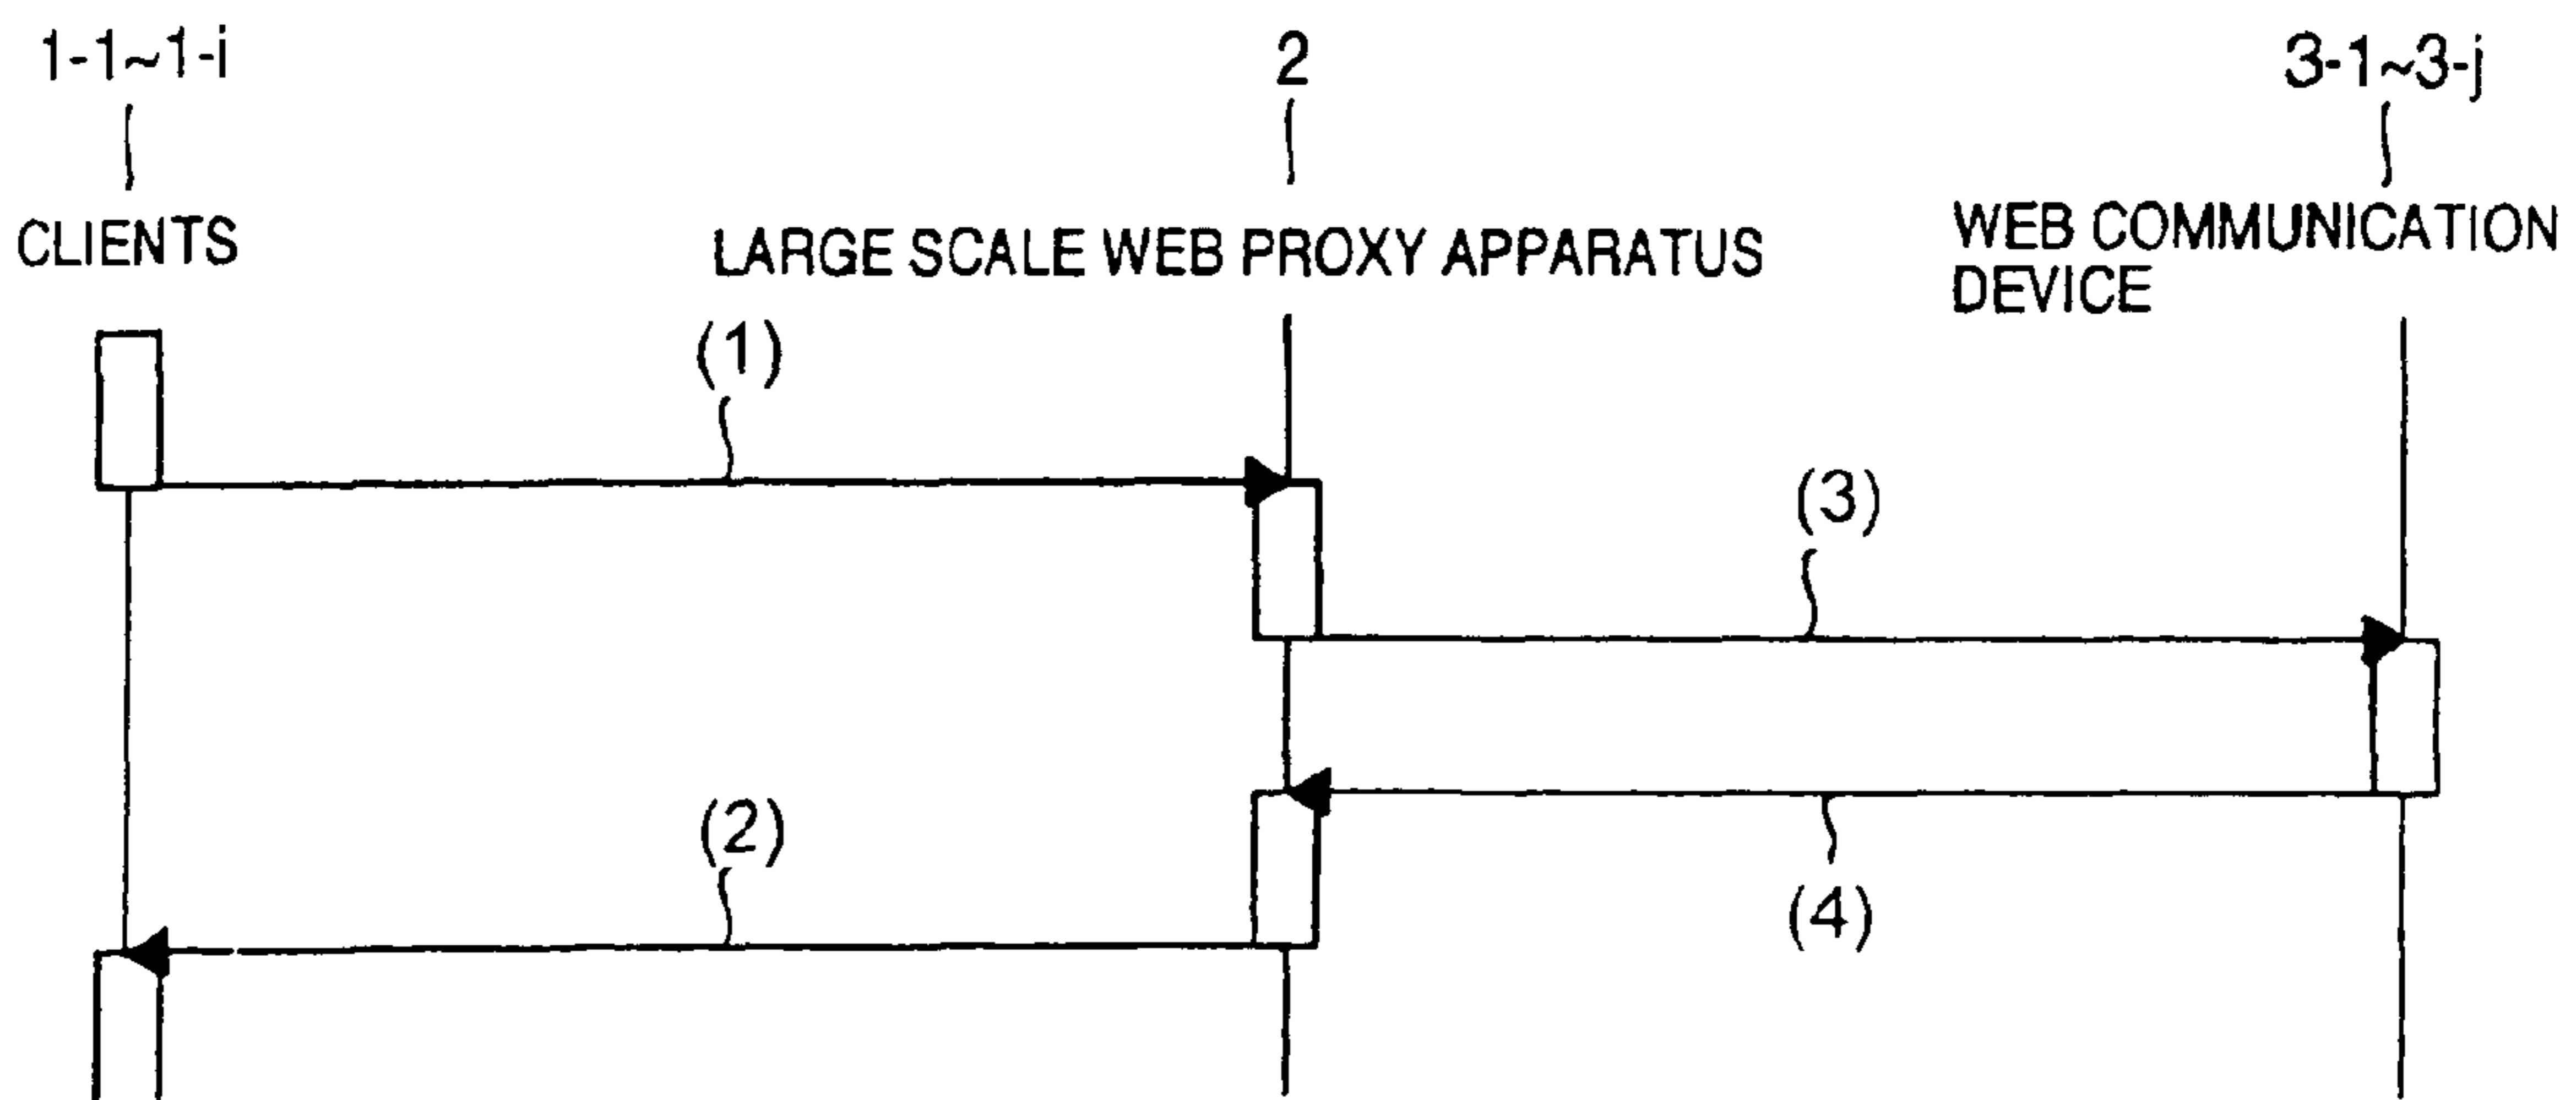 1-1~1-i
2
3-1~3-j
CLIENTS
LARGE SCALE WEB PROXY APPARATUS
WEB COMMUNICATION
DEVICE
(1)
(3)
(2)
(4)